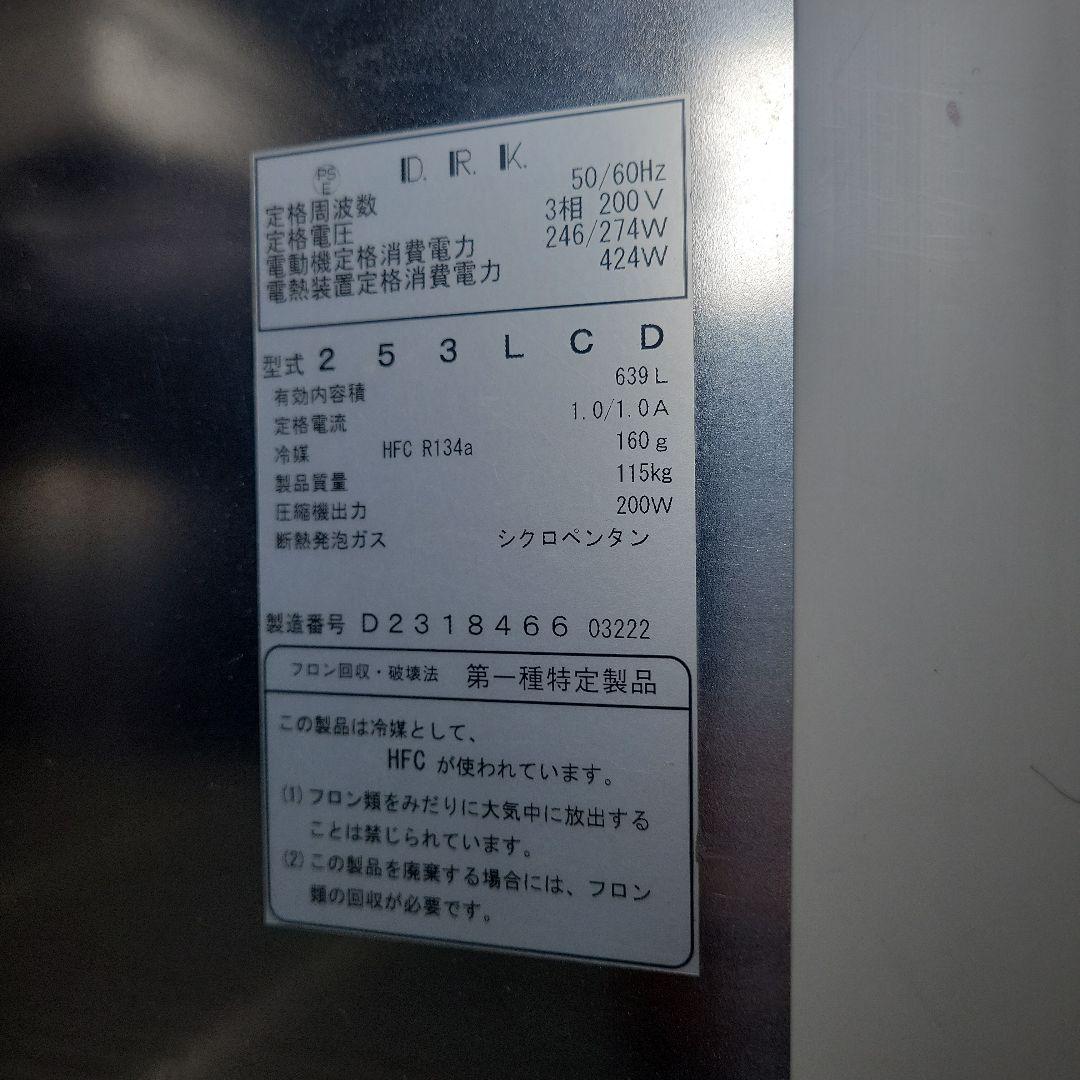 PS
E
D. R. K.
定格周波数 50/60Hz
定格電圧 3相 200V
電動機定格消費電力 246/274W
電熱装置定格消費電力 424W
型式 2 5 3 L C D
有効内容積 639L
定格電流 1.0/1.0A
冷媒 HFC R134a 160g
製品質量 115kg
圧縮機出力 200W
断熱発泡ガス シクロペンタン
製造番号 D2318466 03222
フロン回収・破壊法 第一種特定製品
この製品は冷媒として、
HFC が使われています。
(1) フロン類をみだりに大気中に放出する
ことは禁じられています。
(2) この製品を廃棄する場合には、フロン
類の回収が必要です。